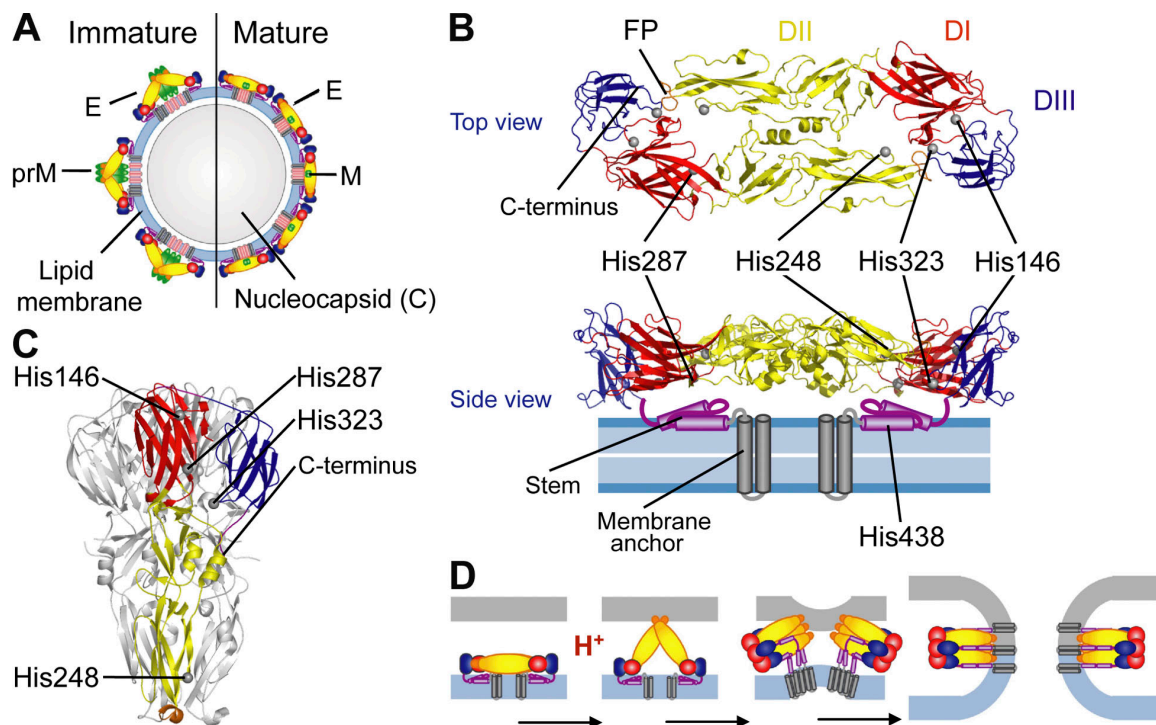 A
Immature
Mature
E
E
prM
M
Lipid
membrane
Nucleocapsid (C)
B
FP
DII
DI
DIII
Top view
C-terminus
His287
His248
His323
His146
Side view
Stem
Membrane
anchor
His438
C
His146
His287
His323
C-terminus
His248
D
H+